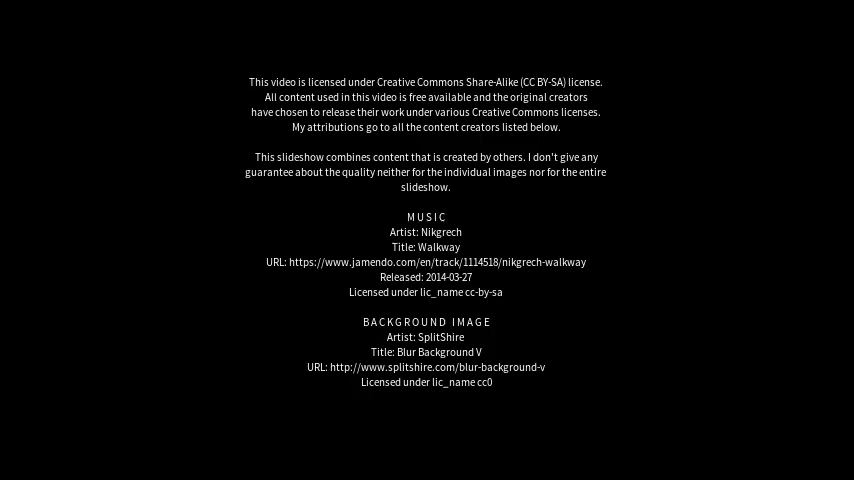 This video is licensed under Creative Commons Share-Alike (CC BY-SA) license.
All content used in this video is free available and the original creators
have chosen to release their work under various Creative Commons licenses.
My attributions go to all the content creators listed below.
This slideshow combines content that is created by others. I don't give any
guarantee about the quality neither for the individual images nor for the entire
slideshow.
MUSIC
Artist: Nikgrech
Title: Walkway
URL: https://www.jamendo.com/en/track/1114518/nikgrech-walkway
Released: 2014-03-27
Licensed under lic_name cc-by-sa
BACKGROUND IMAGE
Artist: SplitShire
Title: Blur Background V
URL: http://www.splitshire.com/blur-background-v
Licensed under lic_name cc0